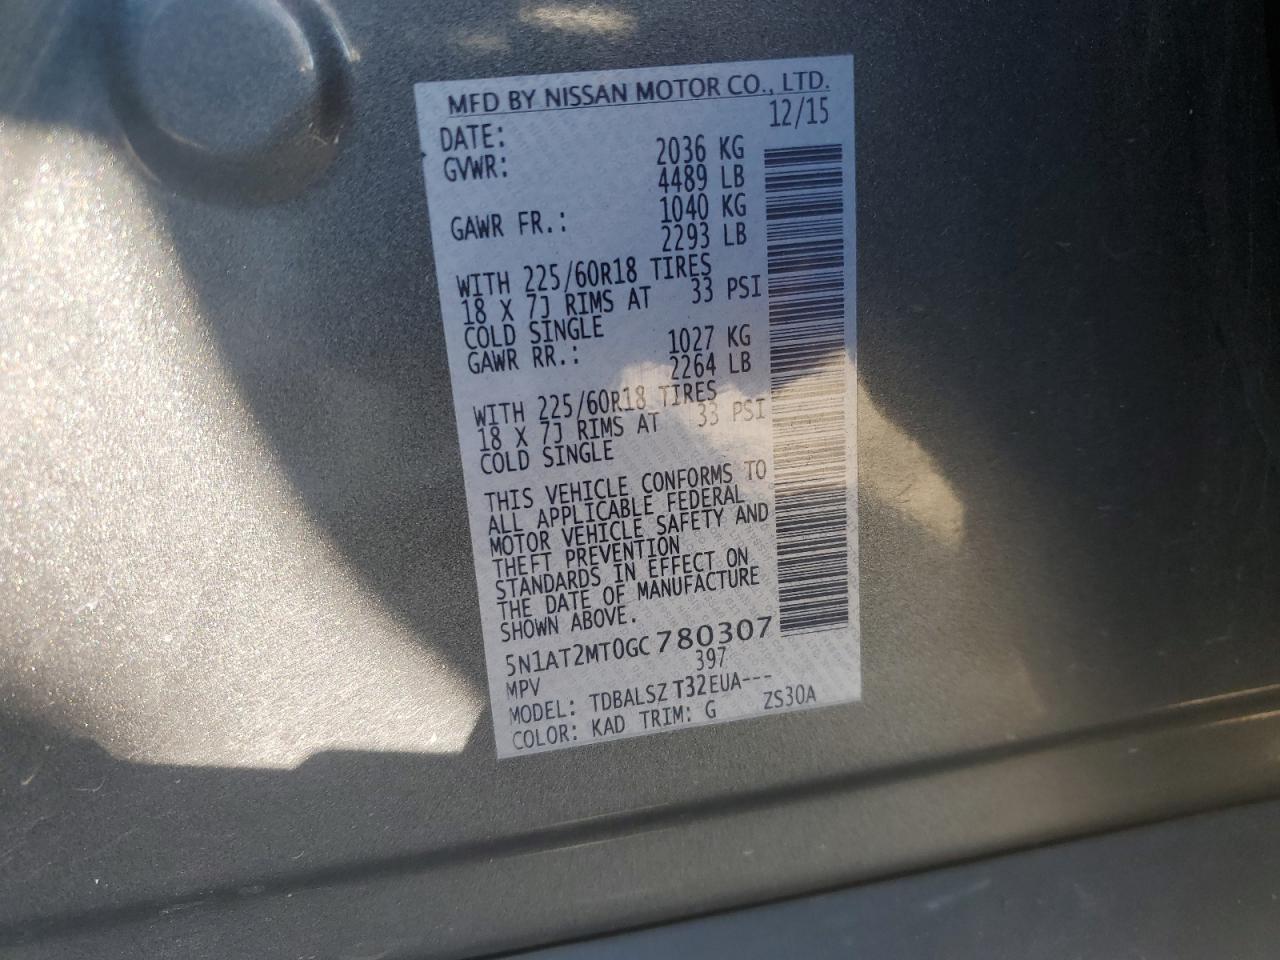 MFD BY NISSAN MOTOR CO., LTD.
DATE: 12/15
GVWR: 2036 KG
4489 LB
GAWR FR.: 1040 KG
2293 LB
WITH 225/60R18 TIRES
18 X 7J RIMS AT 33 PSI
COLD SINGLE
GAWR RR.: 1027 KG
2264 LB
WITH 225/60R18 TIRES
18 X 7J RIMS AT 33 PSI
COLD SINGLE
THIS VEHICLE CONFORMS TO
ALL APPLICABLE FEDERAL
MOTOR VEHICLE SAFETY AND
THEFT PREVENTION
STANDARDS IN EFFECT ON
THE DATE OF MANUFACTURE
SHOWN ABOVE.
5N1AT2MT0GC780307
MPV 397
MODEL: TDBALSZ T32EUA---
COLOR: KAD TRIM: G ZS30A